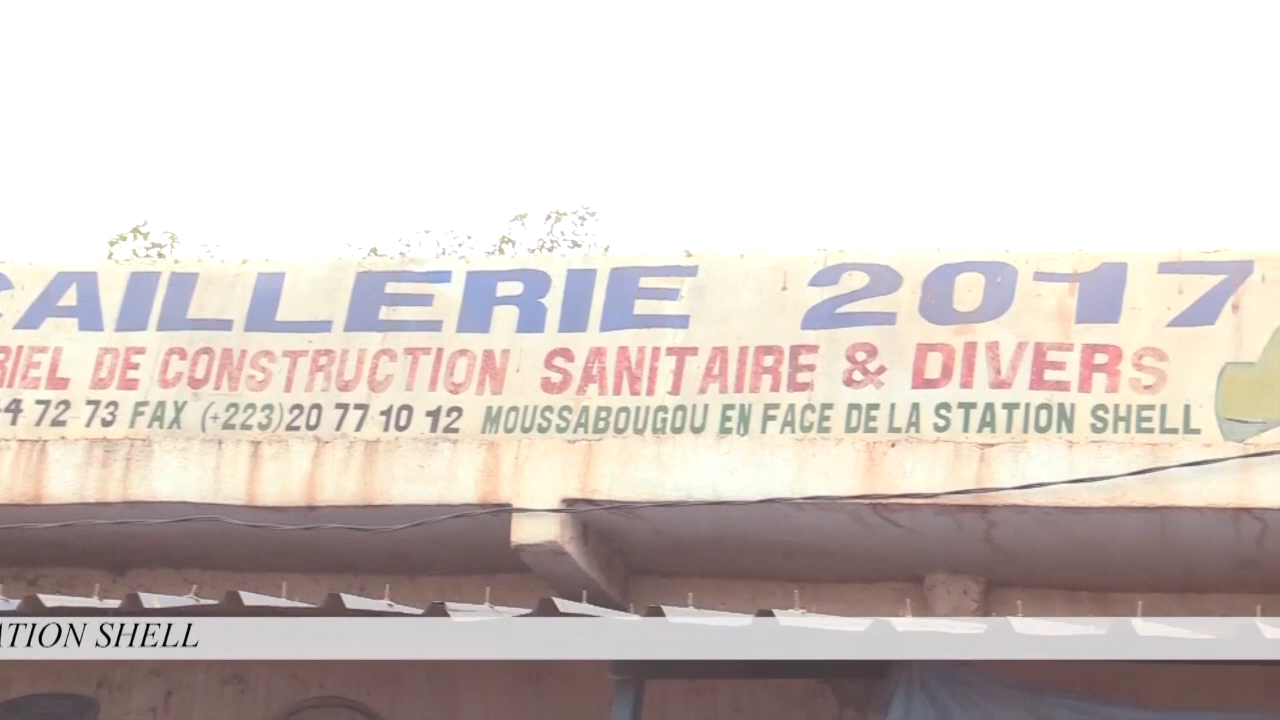 CAILLERIE 2017
RIEL DE CONSTRUCTION SANITAIRE & DIVERS
4 72 73 FAX (+223) 20 77 10 12 MOUSSABOUGOU EN FACE DE LA STATION SHELL
ATION SHELL